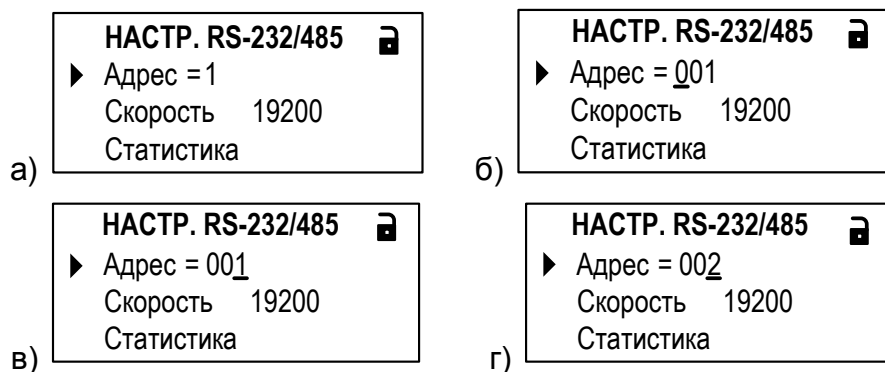 НАСТР. RS-232/485
Адрес =1
Скорость 19200
Статистика
а)
НАСТР. RS-232/485
Адрес = 001
Скорость 19200
Статистика
б)
НАСТР. RS-232/485
Адрес = 001
Скорость 19200
Статистика
в)
НАСТР. RS-232/485
Адрес = 002
Скорость 19200
Статистика
г)